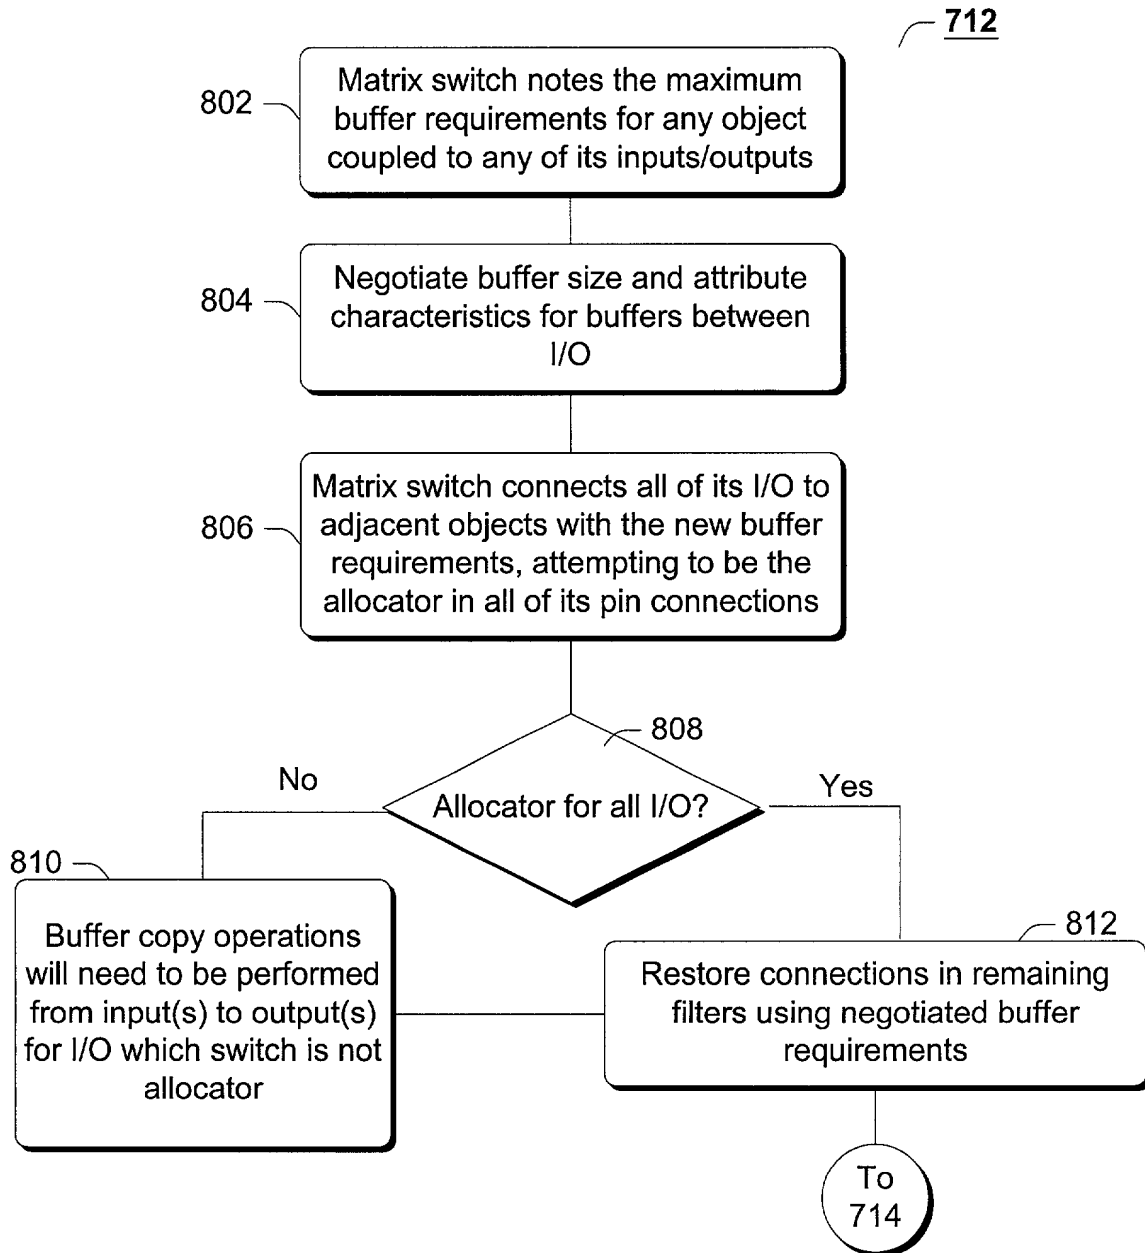 712
802
Matrix switch notes the maximum
buffer requirements for any object
coupled to any of its inputs/outputs
804
Negotiate buffer size and attribute
characteristics for buffers between
I/O
806
Matrix switch connects all of its I/O to
adjacent objects with the new buffer
requirements, attempting to be the
allocator in all of its pin connections
808
No
Allocator for all I/O?
Yes
810
Buffer copy operations
will need to be performed
from input(s) to output(s)
for I/O which switch is not
allocator
812
Restore connections in remaining
filters using negotiated buffer
requirements
To
714